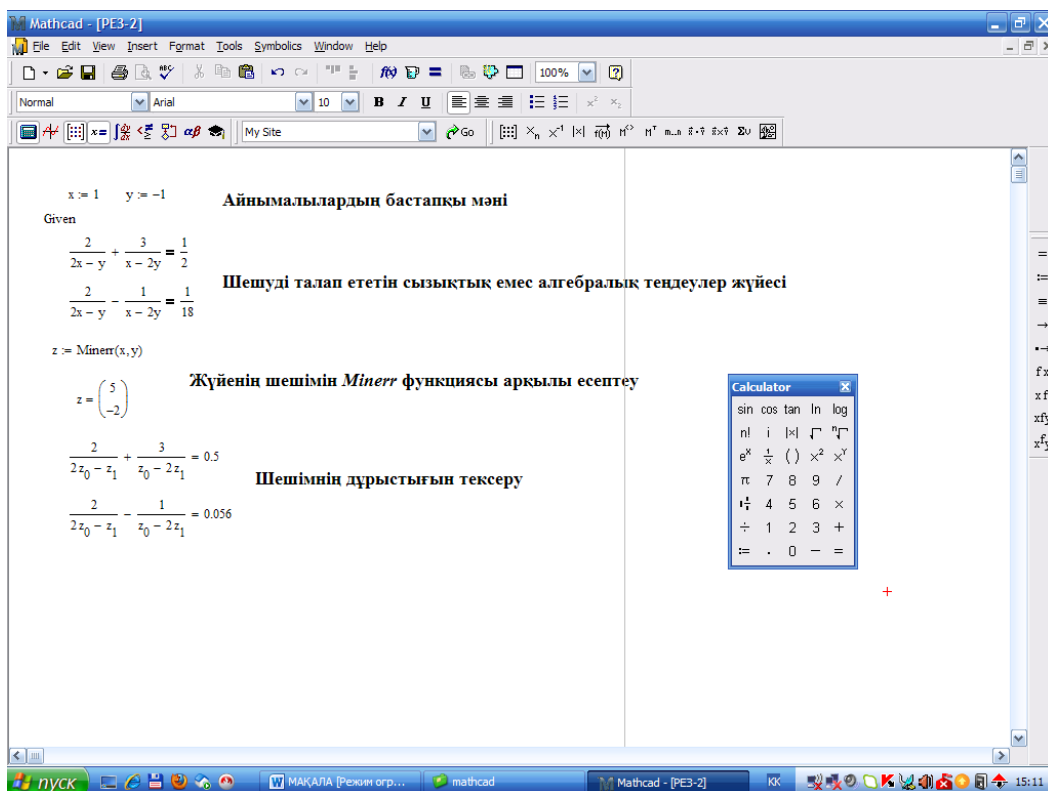 Mathcad - [PE3-2]
File Edit View Insert Format Tools Symbolics Window Help
100%
Normal Arial 10 B I U
My Site Go
x := 1 y := −1 Айнымалылардың бастапқы мәні
Given
2/(2x − y) + 3/(x − 2y) = 1/2
Шешуді талап ететін сызықтық емес алгебралық теңдеулер жүйесі
2/(2x − y) − 1/(x − 2y) = 1/18
z := Minerr(x, y)
Жүйенің шешімін Minerr функциясы арқылы есептеу
z = (5 −2)
2/(2z₀ − z₁) + 3/(z₀ − 2z₁) = 0.5
Шешімнің дұрыстығын тексеру
2/(2z₀ − z₁) − 1/(z₀ − 2z₁) = 0.056
Calculator
sin cos tan ln log
n! i |×| √ ⁿ√
eˣ 1/x ( ) ×² ×ʸ
π 7 8 9 /
4 5 6 ×
÷ 1 2 3 +
:= . 0 − =
=
:=
≡
→
•→
f x
x f
xfy
xᶠy
пуск МАҚАЛА [Режим огр... mathcad Mathcad - [PE3-2] KK 15:11